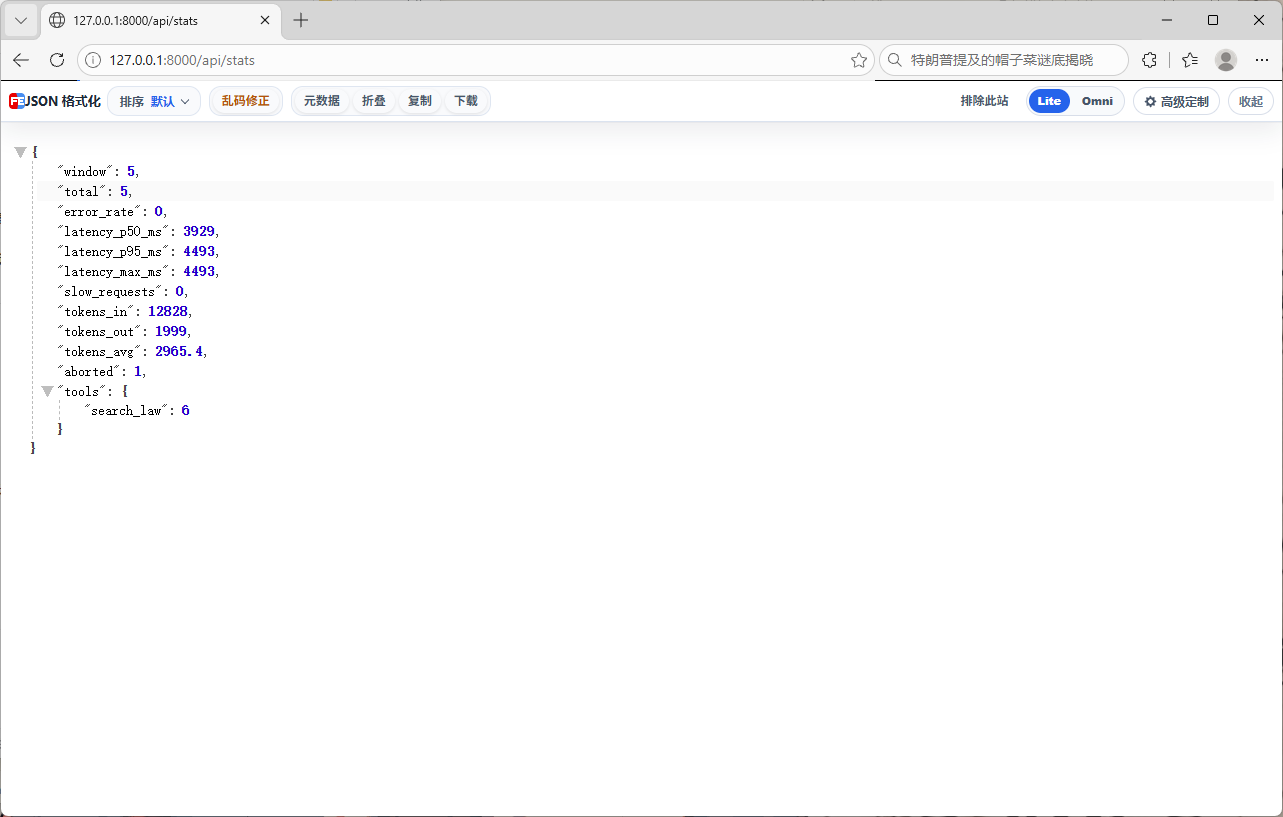 127.0.0.1:8000/api/stats
127.0.0.1:8000/api/stats
特朗普提及的帽子菜谜底揭晓
FE JSON 格式化 排序 默认 乱码修正 元数据 折叠 复制 下载 排除此站 Lite Omni 高级定制 收起
{
"window": 5,
"total": 5,
"error_rate": 0,
"latency_p50_ms": 3929,
"latency_p95_ms": 4493,
"latency_max_ms": 4493,
"slow_requests": 0,
"tokens_in": 12828,
"tokens_out": 1999,
"tokens_avg": 2965.4,
"aborted": 1,
"tools": {
"search_law": 6
}
}